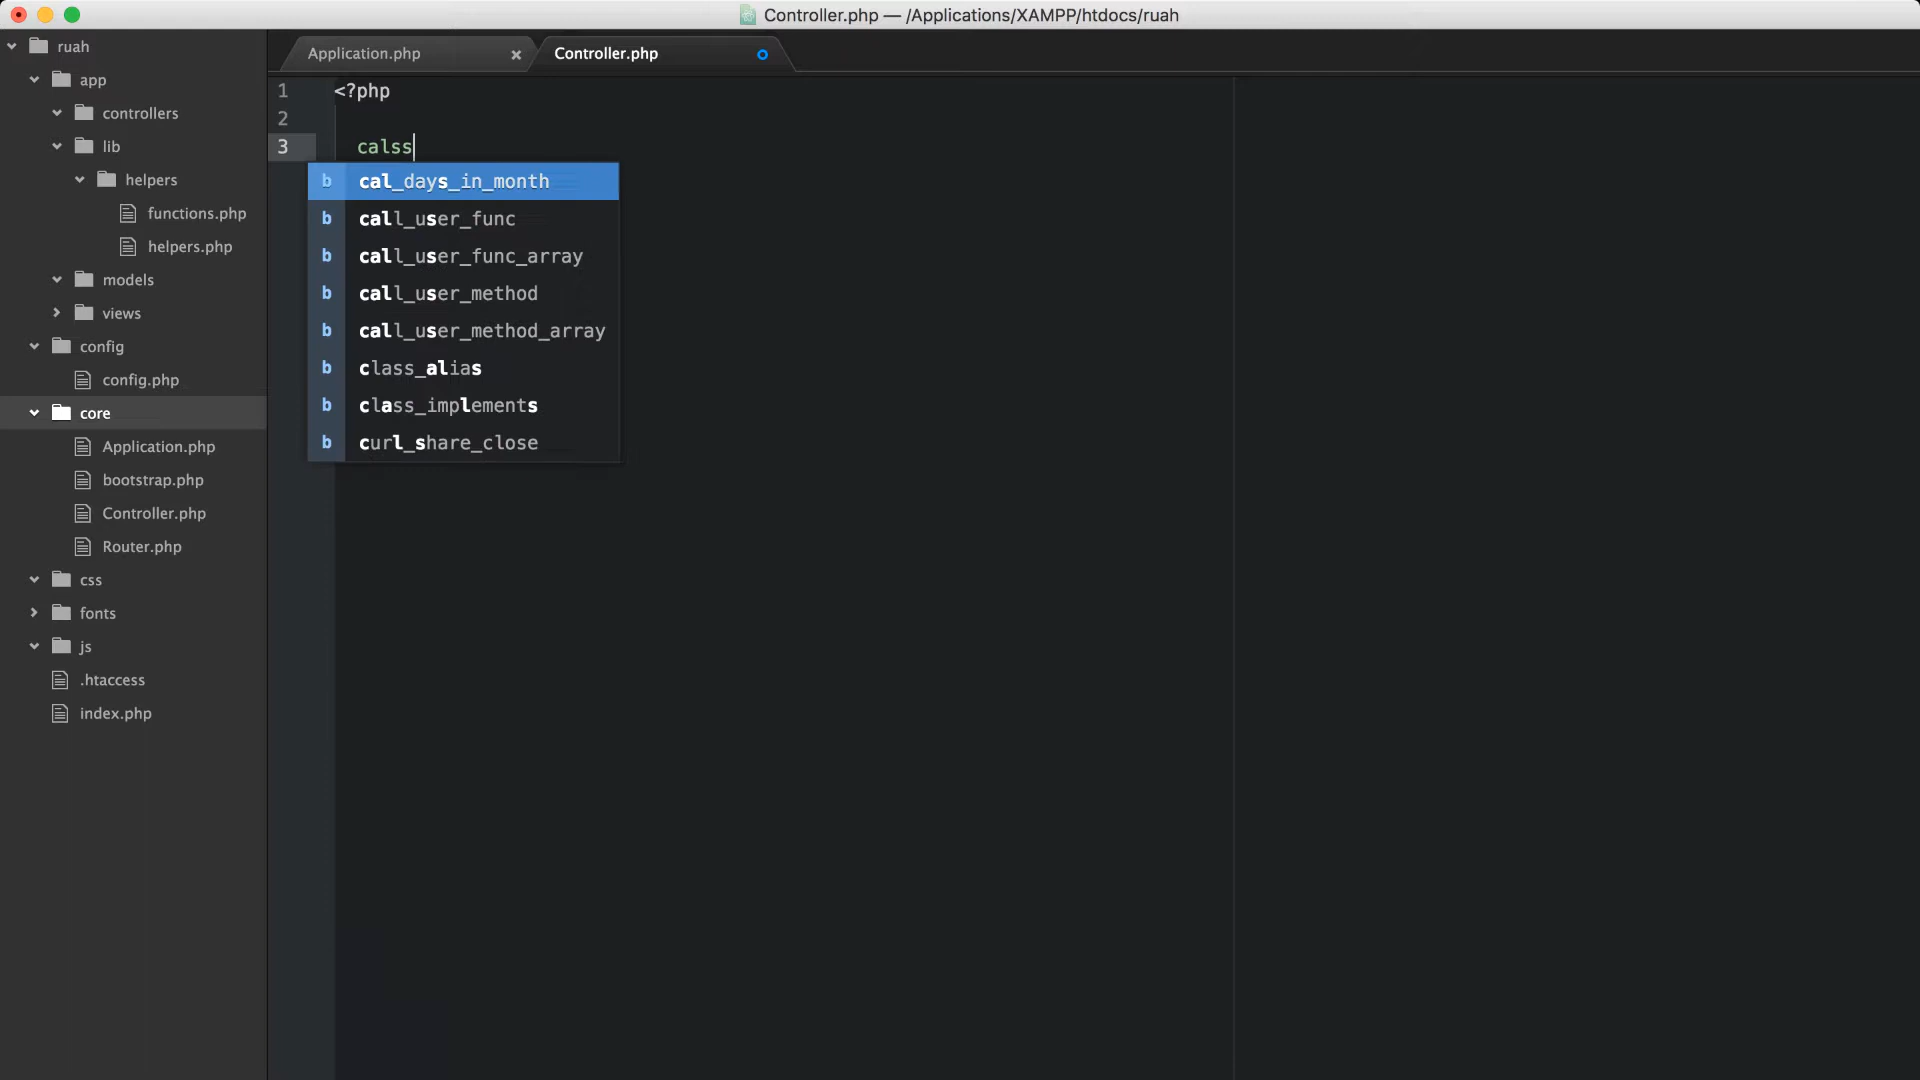 Controller.php — /Applications/XAMPP/htdocs/ruah
ruah
app
controllers
lib
helpers
functions.php
helpers.php
models
views
config
config.php
core
Application.php
bootstrap.php
Controller.php
Router.php
css
fonts
js
.htaccess
index.php
Application.php
Controller.php
1 <?php
2
3 calss
b cal_days_in_month
b call_user_func
b call_user_func_array
b call_user_method
b call_user_method_array
b class_alias
b class_implements
b curl_share_close